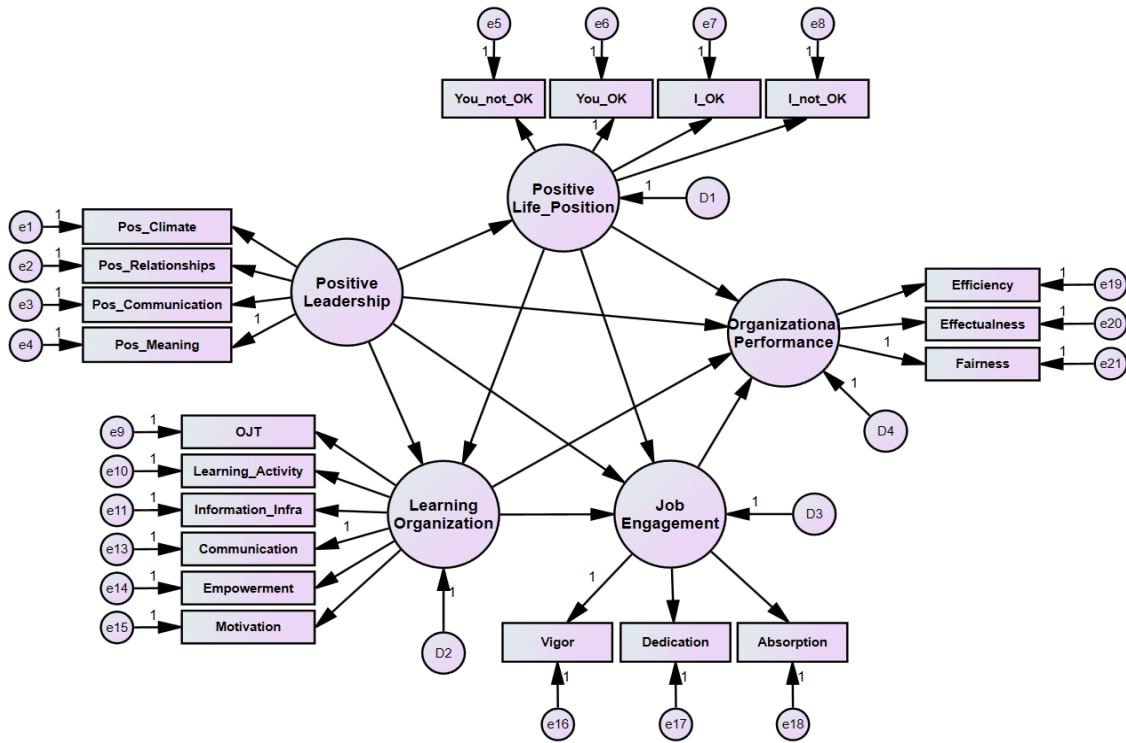 e5
e6
e7
e8
1
1
1
1
You_not_OK
You_OK
I_OK
I_not_OK
1
Positive
Life_Position
1
D1
e1
1
Pos_Climate
e2
1
Pos_Relationships
e3
1
Pos_Communication
e4
1
Pos_Meaning
1
Positive
Leadership
Organizational
Performance
Efficiency
1
e19
Effectualness
1
e20
1
Fairness
1
e21
1
D4
e9
1
OJT
e10
1
Learning_Activity
e11
1
Information_Infra
e13
1
Communication
1
e14
1
Empowerment
e15
1
Motivation
Learning
Organization
1
D2
Job
Engagement
1
D3
1
Vigor
Dedication
Absorption
1
1
1
e16
e17
e18